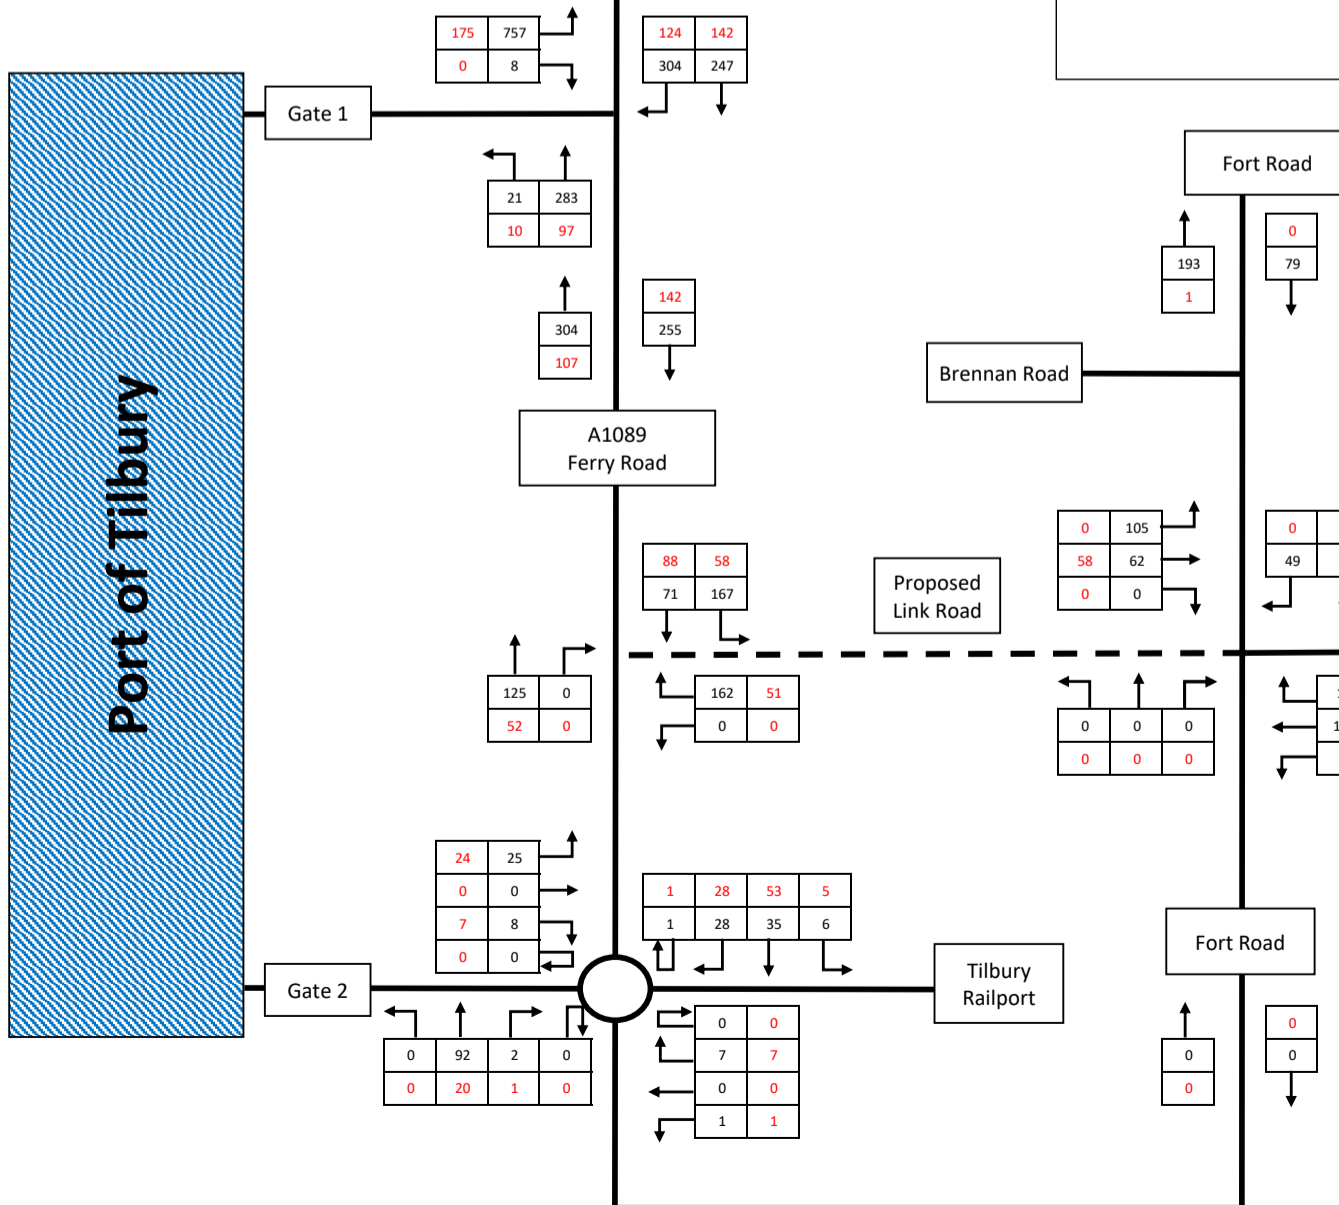 175 757
0 8
124 142
304 247
Gate 1
21 283
10 97
Fort Road
193
1
0
79
304
107
142
255
Brennan Road
A1089
Ferry Road
Port of Tilbury
88 58
71 167
Proposed
Link Road
0 105
58 62
0 0
0
49
125 0
52 0
162 51
0 0
0 0 0
0 0 0
24 25
0 0
7 8
0 0
1 28 53 5
1 28 35 6
Fort Road
Gate 2
Tilbury
Railport
0 92 2 0
0 20 1 0
0 0
7 7
0 0
1 1
0
0
0
0